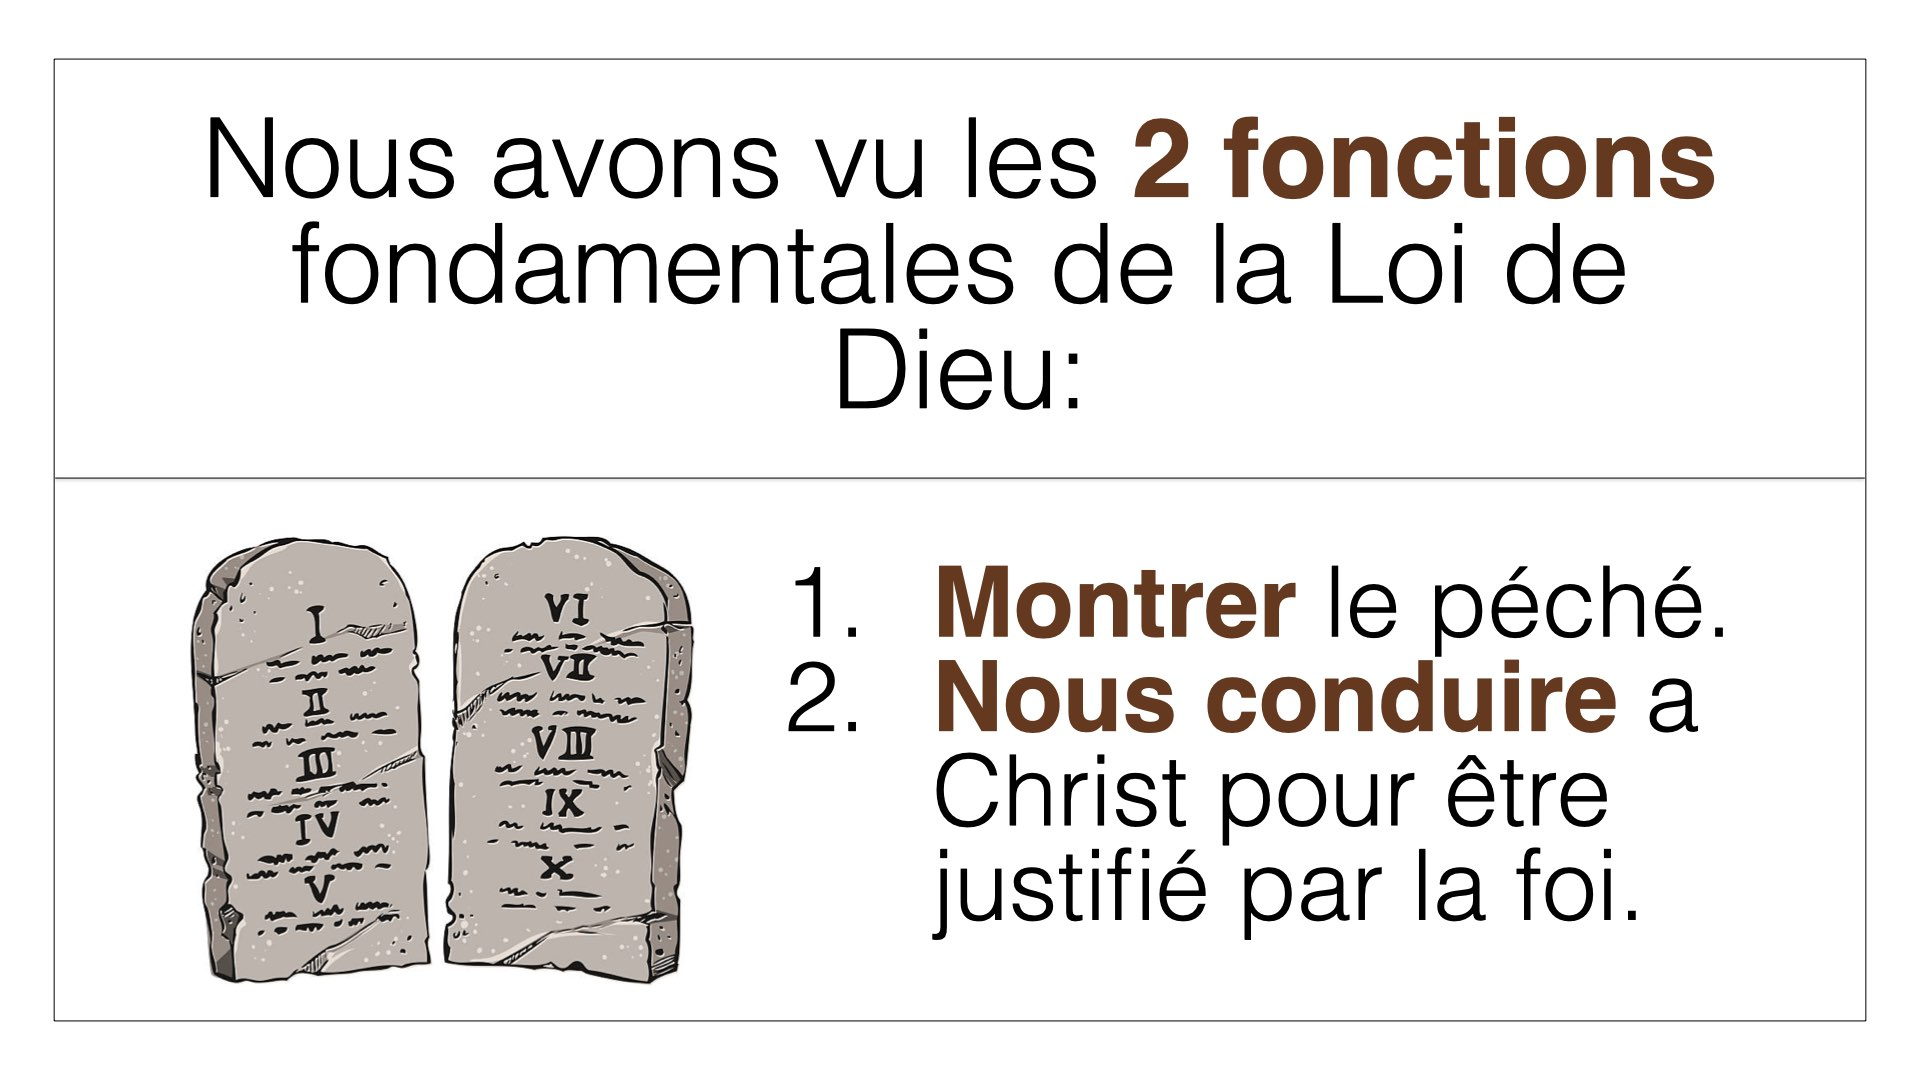 Nous avons vu les 2 fonctions
fondamentales de la Loi de
Dieu:
I
II
III
IV
V
VI
VII
VIII
IX
X
1. Montrer le péché.
2. Nous conduire a
Christ pour être
justifié par la foi.